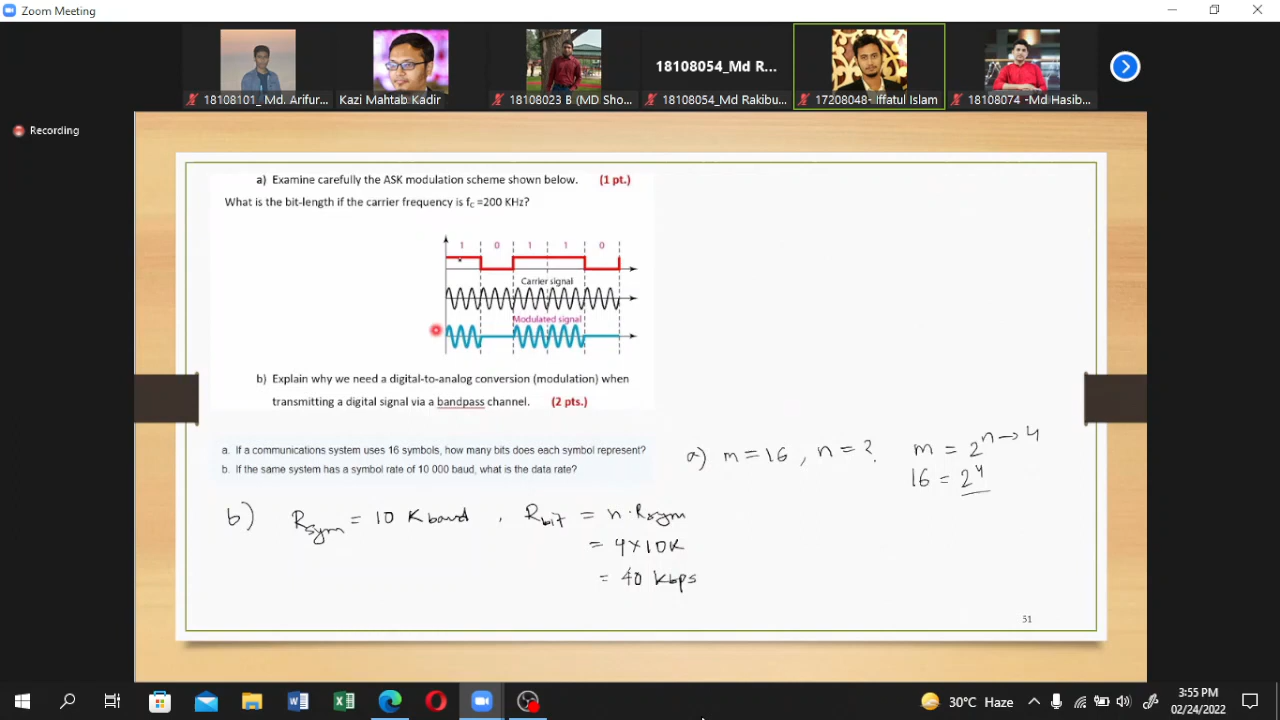 Zoom Meeting
18108054_Md R...
18108101_ Md. Arifur...
Kazi Mahtab Kadir
18108023 B (MD Sho...
18108054_Md Rakibu...
17208048- Iffatul Islam
18108074 -Md Hasib...
Recording
a) Examine carefully the ASK modulation scheme shown below. (1 pt.)
What is the bit-length if the carrier frequency is fC =200 KHz?
1 0 1 1 0
Carrier signal
Modulated signal
b) Explain why we need a digital-to-analog conversion (modulation) when
transmitting a digital signal via a bandpass channel. (2 pts.)
a. If a communications system uses 16 symbols, how many bits does each symbol represent?
b. If the same system has a symbol rate of 10 000 baud, what is the data rate?
a) m = 16 , n = ? m = 2^n → 4
16 = 2^4
b) Rsym = 10 K baud , Rbit = n · Rsym
= 4×10K
= 40 kbps
51
30°C Haze
3:55 PM
02/24/2022